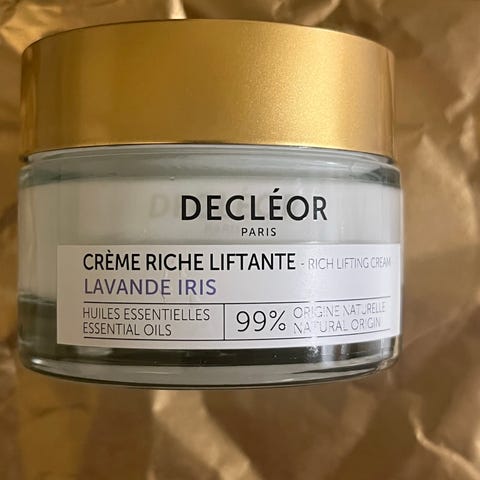 DECLÉOR
PARIS
CRÈME RICHE LIFTANTE - RICH LIFTING CREAM
LAVANDE IRIS
HUILES ESSENTIELLES
ESSENTIAL OILS
99% ORIGINE NATURELLE
NATURAL ORIGIN